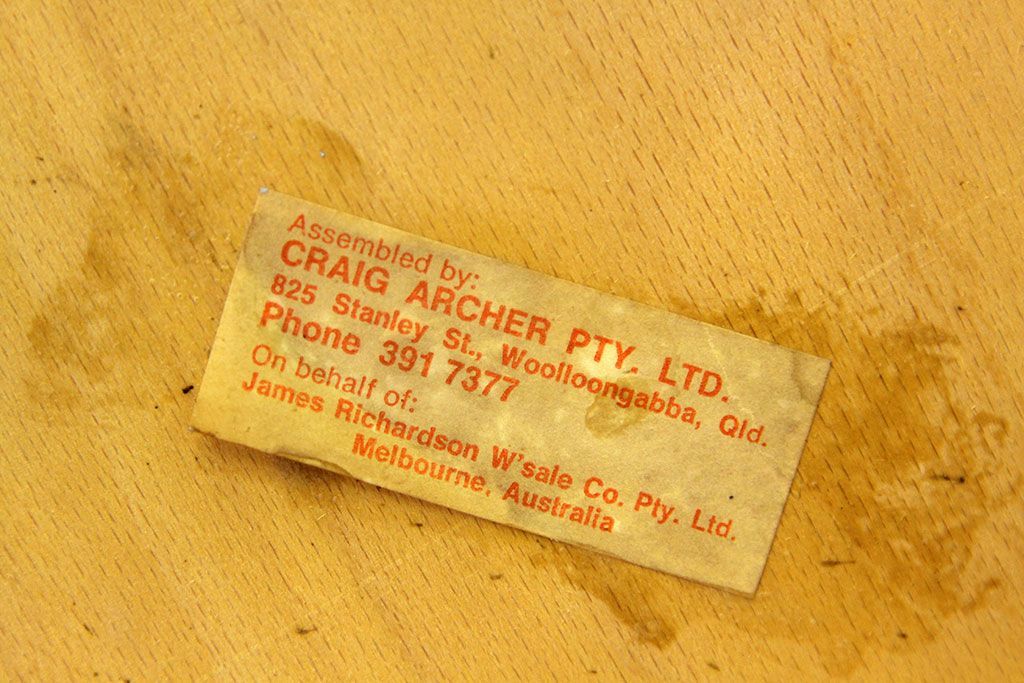 Assembled by:
CRAIG ARCHER PTY. LTD.
825 Stanley St., Woolloongabba, Qld.
Phone 391 7377
On behalf of:
James Richardson W'sale Co. Pty. Ltd.
Melbourne, Australia